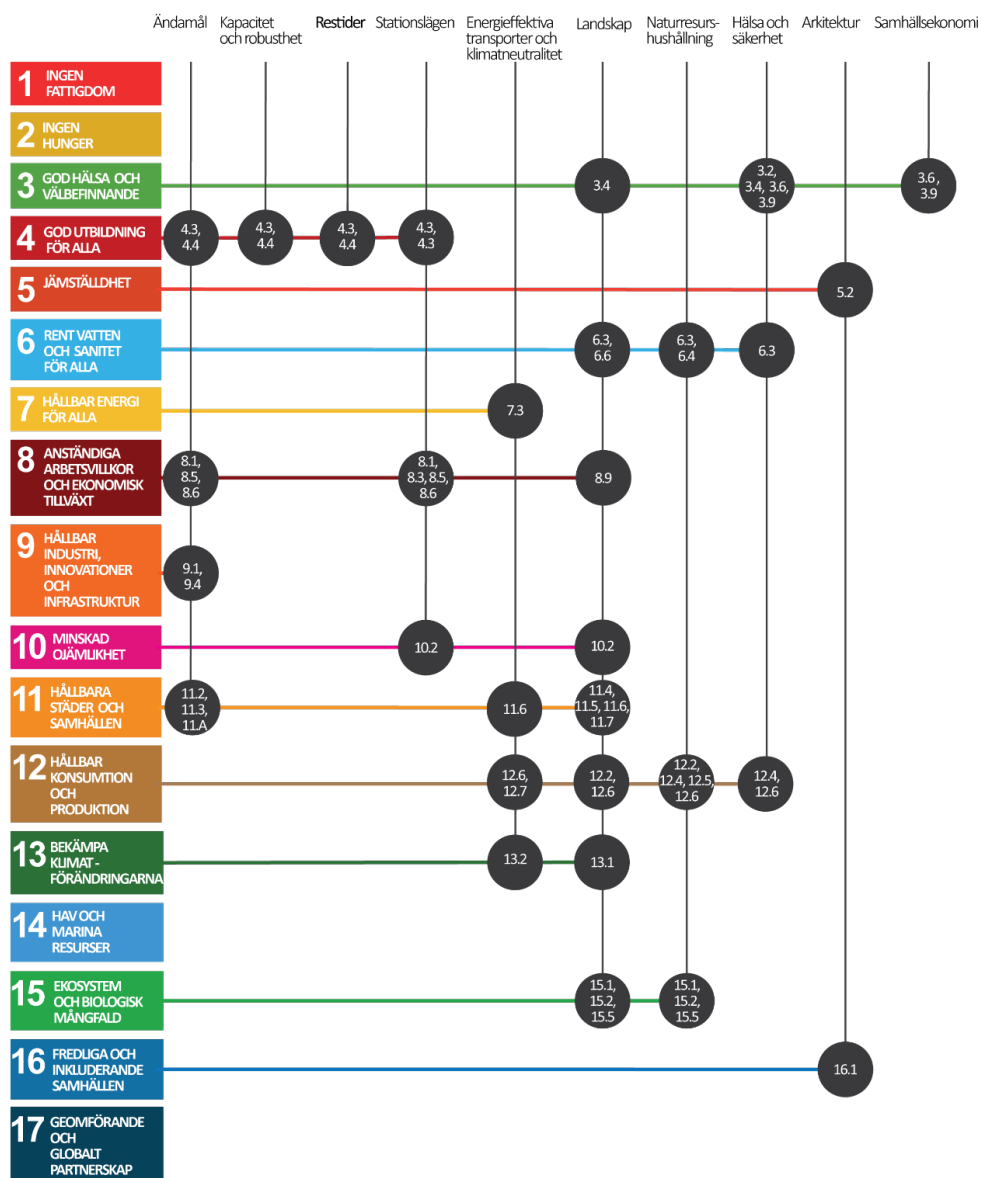 Ändamål
Kapacitet
och robusthet
Restider
Stationslägen
Energieffektiva
transporter och
klimatneutralitet
Landskap
Naturresurs-
hushållning
Hälsa och
säkerhet
Arkitektur
Samhällsekonomi
1 INGEN
FATTIGDOM
2 INGEN
HUNGER
3 GOD HÄLSA OCH
VÄLBEFINNANDE
3.4
3.2,
3.4, 3.6,
3.9
3.6,
3.9
4 GOD UTBILDNING
FÖR ALLA
4.3,
4.4
4.3,
4.4
4.3,
4.4
4.3,
4.3
5 JÄMSTÄLLDHET
5.2
6 RENT VATTEN
OCH SANITET
FÖR ALLA
6.3,
6.6
6.3,
6.4
6.3
7 HÅLLBAR ENERGI
FÖR ALLA
7.3
8 ANSTÄNDIGA
ARBETSVILLKOR
OCH EKONOMISK
TILLVÄXT
8.1,
8.5,
8.6
8.1,
8.3, 8.5,
8.6
8.9
9 HÅLLBAR
INDUSTRI,
INNOVATIONER
OCH
INFRASTRUKTUR
9.1,
9.4
10 MINSKAD
OJÄMLIKHET
10.2
10.2
11 HÅLLBARA
STÄDER OCH
SAMHÄLLEN
11.2,
11.3,
11.A
11.6
11.4,
11.5, 11.6,
11.7
12 HÅLLBAR
KONSUMTION
OCH
PRODUKTION
12.6,
12.7
12.2,
12.6
12.2,
12.4, 12.5,
12.6
12.4,
12.6
13 BEKÄMPA
KLIMAT -
FÖRÄNDRINGARNA
13.2
13.1
14 HAV OCH
MARINA
RESURSER
15 EKOSYSTEM
OCH BIOLOGISK
MÅNGFALD
15.1,
15.2,
15.5
15.1,
15.2,
15.5
16 FREDLIGA OCH
INKLUDERANDE
SAMHÄLLEN
16.1
17 GEOMFÖRANDE
OCH
GLOBALT
PARTNERSKAP